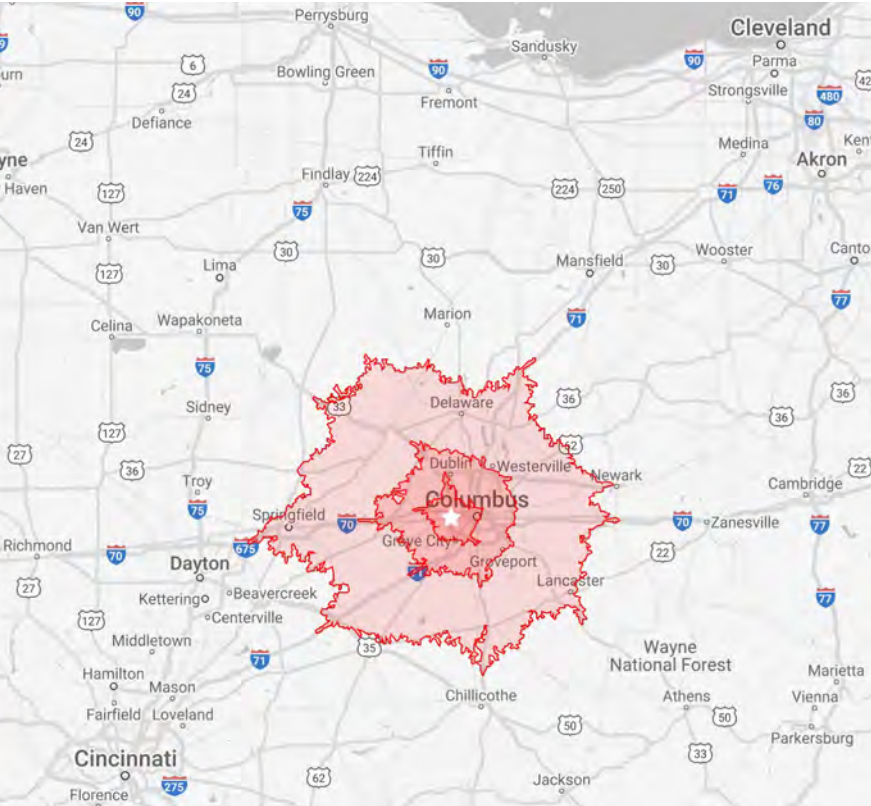 90
Perrysburg
Cleveland
Sandusky
90
Parma
6
Bowling Green
90
Strongsville
24
Fremont
480
Defiance
80
24
Medina
Tiffin
Akron
Haven
Findlay
224
76
127
224
250
71
75
Van Wert
30
Lima
30
Mansfield
30
Wooster
127
77
Marion
71
Celina
Wapakoneta
75
36
36
Sidney
33
Delaware
36
127
27
36
Dublin
Westerville
22
Troy
Newark
Cambridge
Columbus
75
Springfield
70
70
Zanesville
77
Richmond
70
675
Grove City
22
Dayton
Groveport
27
Lancaster
Kettering
Beavercreek
77
127
Centerville
Middletown
35
Wayne
71
National Forest
Hamilton
Marietta
Mason
Chillicothe
Athens
Vienna
Fairfield
Loveland
50
50
Parkersburg
Cincinnati
33
275
62
Jackson
Florence